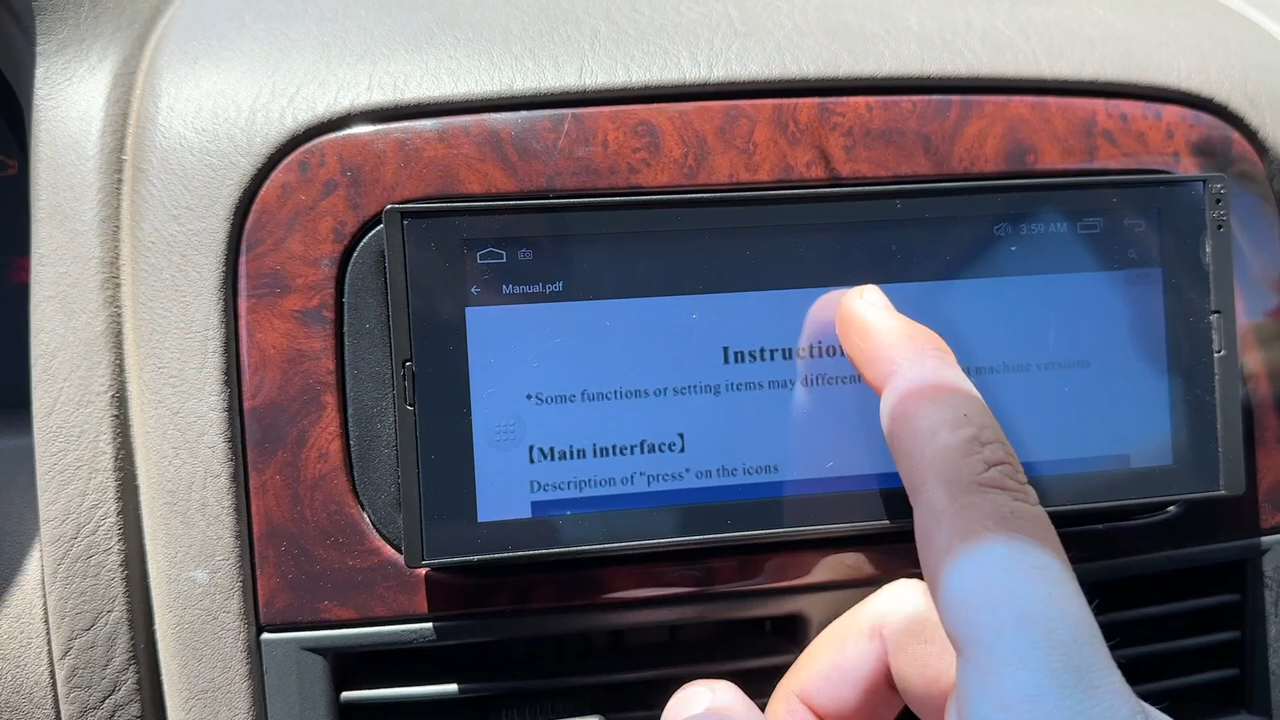 3:59 AM
Manual.pdf
Instruction
*Some functions or setting items may different machine versions
【Main interface】
Description of "press" on the icons